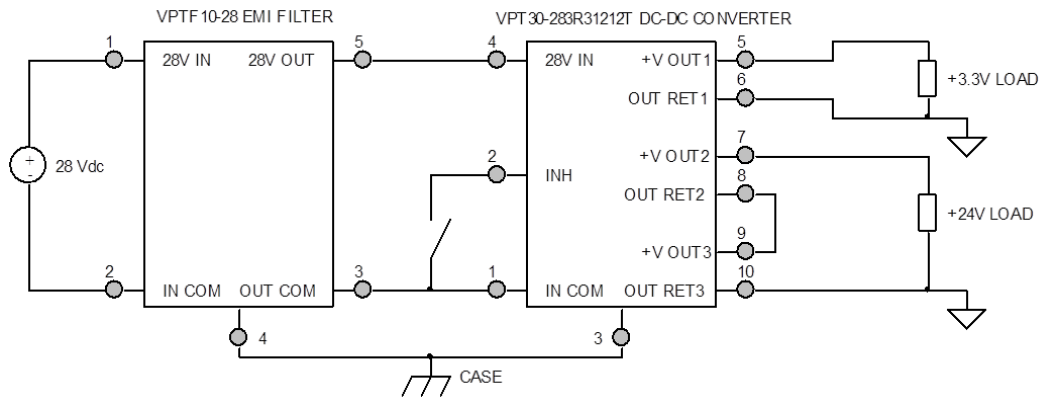 VPTF10-28 EMI FILTER
VPT30-283R31212T DC-DC CONVERTER
1
28V IN
28V OUT
5
4
28V IN
+V OUT1
5
+3.3V LOAD
OUT RET1
6
+
-
28 Vdc
2
INH
+V OUT2
7
OUT RET2
8
+24V LOAD
+V OUT3
9
2
IN COM
OUT COM
3
1
IN COM
OUT RET3
10
4
3
CASE